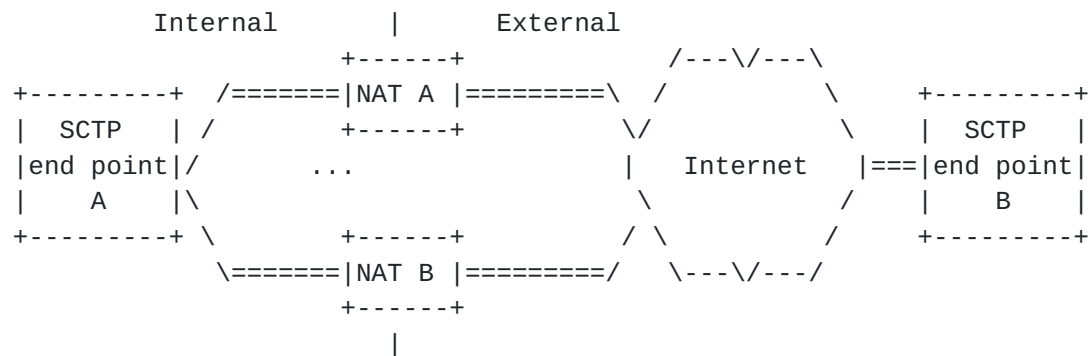 Internal | External
+------+ /---\/---\
+---------+ /=======|NAT A |=========\ / \ +---------+
| SCTP | / +------+ \/ \ | SCTP |
|end point|/ ... | Internet |===|end point|
| A |\ \ / | B |
+---------+ \ +------+ / \ / +---------+
\=======|NAT B |=========/ \---\/---/
+------+
|